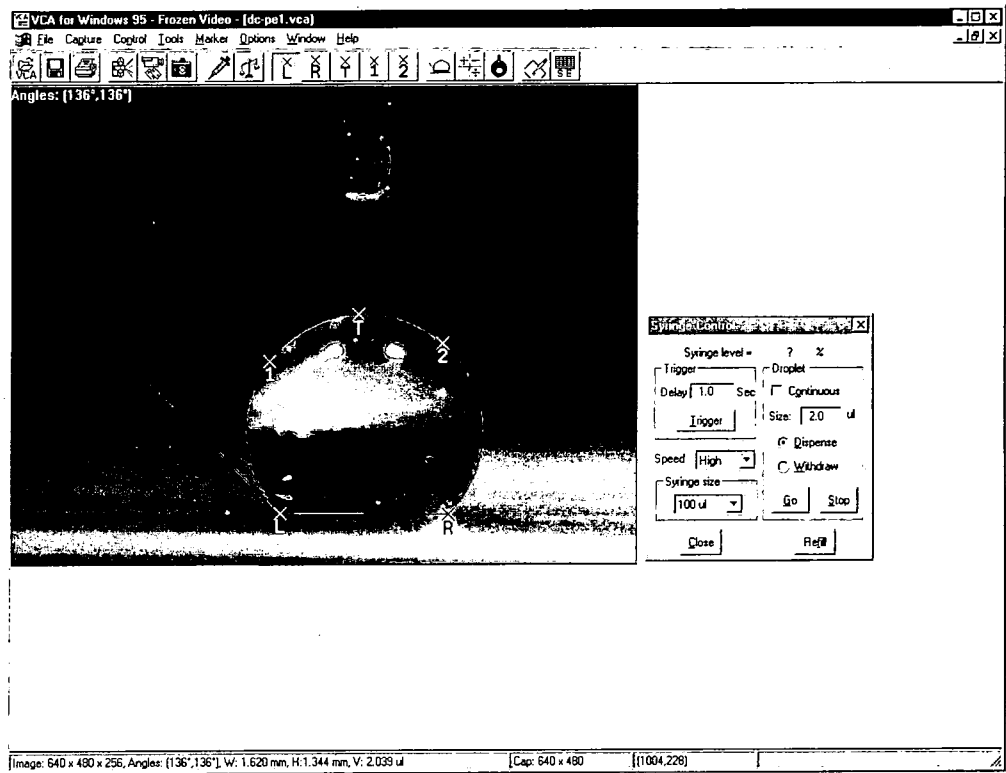 VCA for Windows 95 - Frozen Video - [dc-pe1.vca]
File Capture Control Tools Marker Options Window Help
VCA L R T 1 2 S E
Angles: (136°,136°)
T
2
1
L
R
Syringe Control
Syringe level = ? %
Trigger
Delay 1.0 Sec
Trigger
Speed High
Syringe size
100 ul
Close
Droplet
Continuous
Size: 2.0 ul
Dispense
Withdraw
Go Stop
Refill
Image: 640 x 480 x 256, Angles: (136°,136°), W: 1.620 mm, H:1.344 mm, V: 2.039 ul
Cap: 640 x 480
(1004,228)